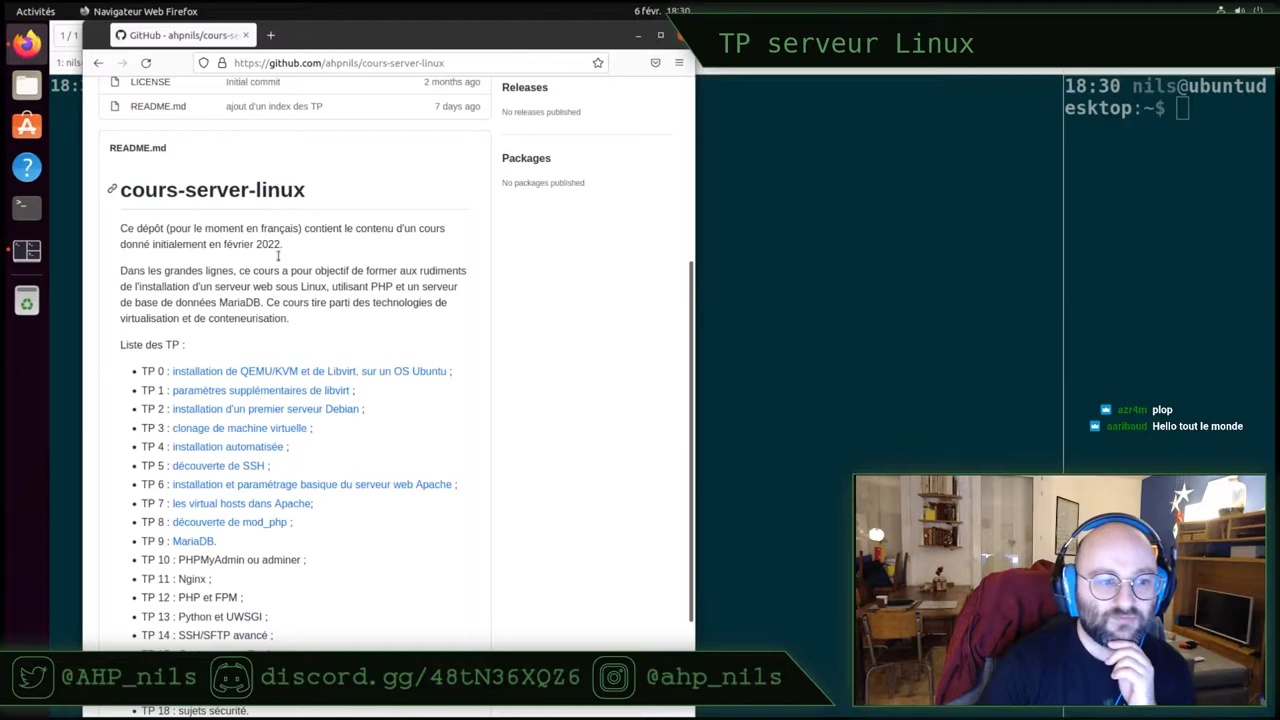 Activités
Navigateur Web Firefox
6 févr. 18:30
TP serveur Linux
1 / 1
GitHub - ahpnils/cours-se
https://github.com/ahpnils/cours-server-linux
1: nils
18:3
LICENSE Initial commit 2 months ago
README.md ajout d'un index des TP 7 days ago
Releases
No releases published
Packages
No packages published
README.md
cours-server-linux
Ce dépôt (pour le moment en français) contient le contenu d'un cours
donné initialement en février 2022.
Dans les grandes lignes, ce cours a pour objectif de former aux rudiments
de l'installation d'un serveur web sous Linux, utilisant PHP et un serveur
de base de données MariaDB. Ce cours tire parti des technologies de
virtualisation et de conteneurisation.
Liste des TP :
TP 0 : installation de QEMU/KVM et de Libvirt, sur un OS Ubuntu ;
TP 1 : paramètres supplémentaires de libvirt ;
TP 2 : installation d'un premier serveur Debian ;
TP 3 : clonage de machine virtuelle ;
TP 4 : installation automatisée ;
TP 5 : découverte de SSH ;
TP 6 : installation et paramétrage basique du serveur web Apache ;
TP 7 : les virtual hosts dans Apache;
TP 8 : découverte de mod_php ;
TP 9 : MariaDB.
TP 10 : PHPMyAdmin ou adminer ;
TP 11 : Nginx ;
TP 12 : PHP et FPM ;
TP 13 : Python et UWSGI ;
TP 14 : SSH/SFTP avancé ;
TP 18 : sujets sécurité.
18:30 nils@ubuntud
esktop:~$
azr4m plop
aaribaud Hello tout le monde
@AHP_nils
discord.gg/48tN36XQZ6
@ahp_nils